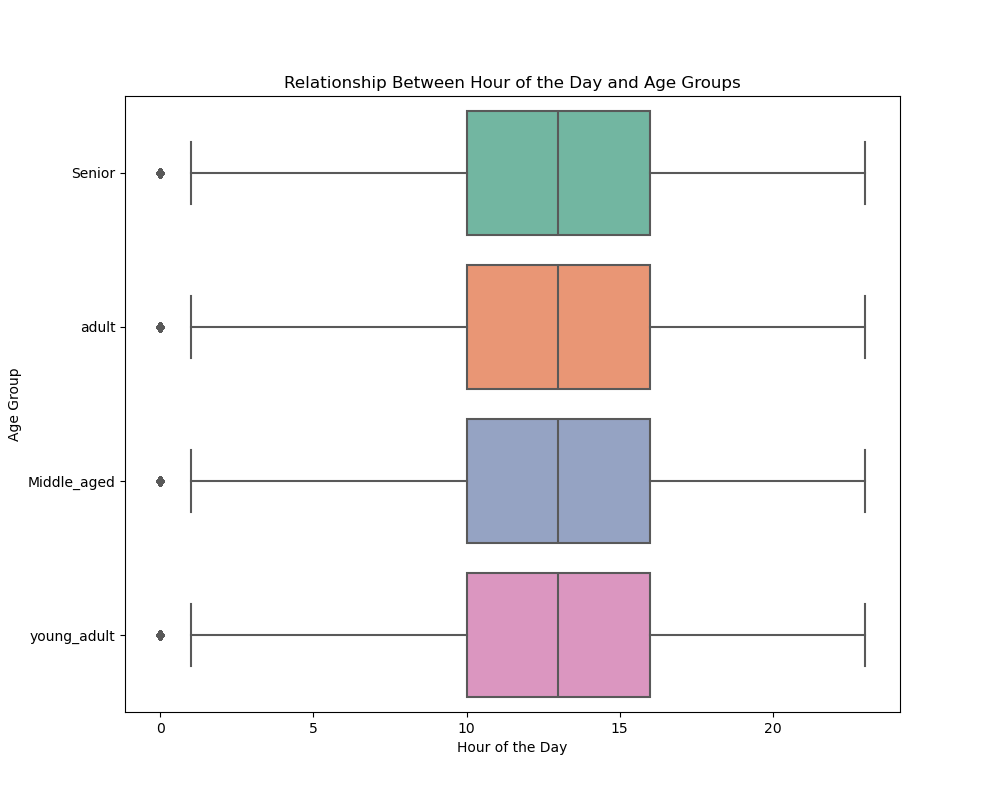 Relationship Between Hour of the Day and Age Groups
Age Group
Senior
adult
Middle_aged
young_adult
0 5 10 15 20
Hour of the Day